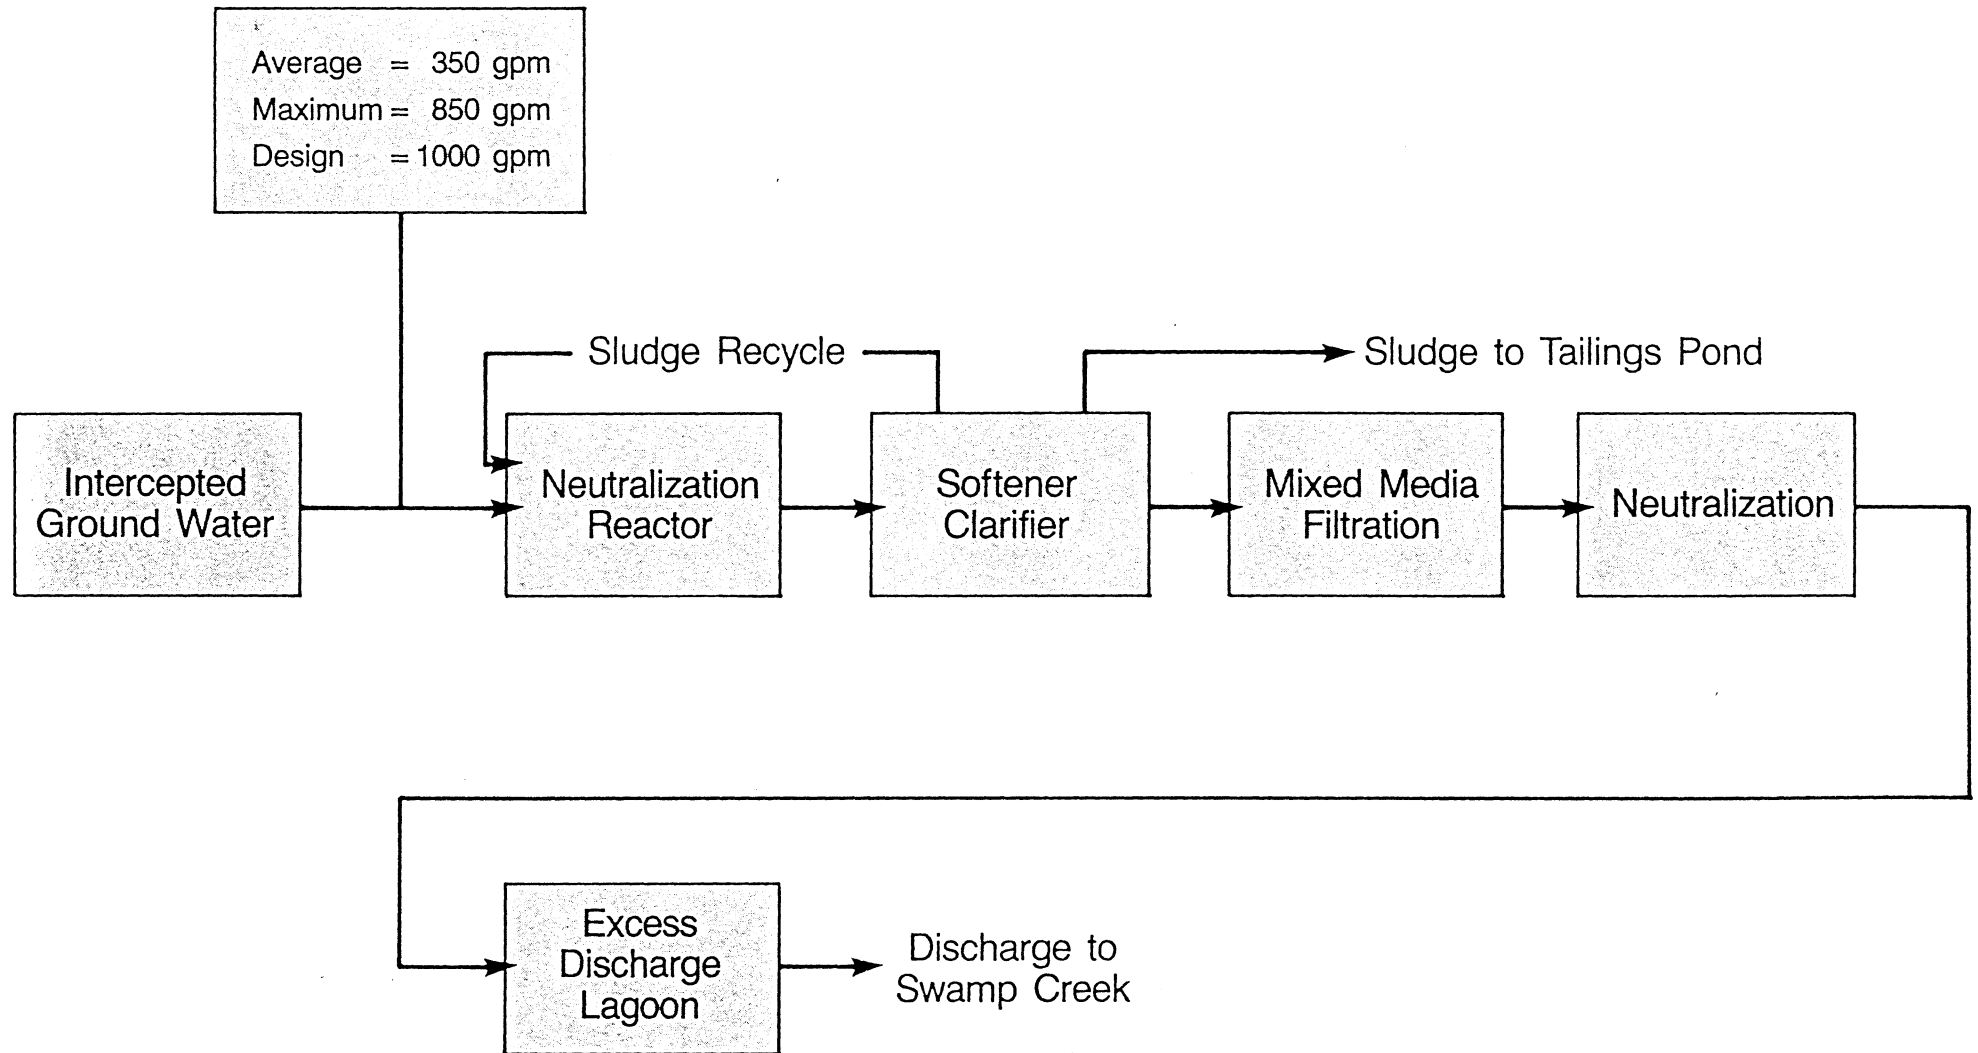 Average = 350 gpm
Maximum = 850 gpm
Design = 1000 gpm
Sludge Recycle
Sludge to Tailings Pond
Intercepted
Ground Water
Neutralization
Reactor
Softener
Clarifier
Mixed Media
Filtration
Neutralization
Excess
Discharge
Lagoon
Discharge to
Swamp Creek